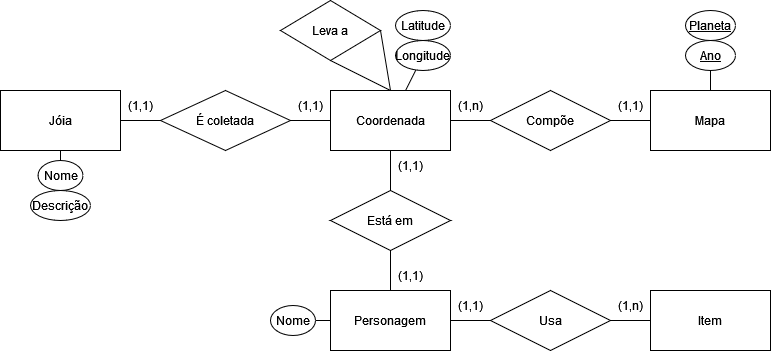 Leva a
Latitude
Longitude
Planeta
Ano
Jóia
(1,1)
É coletada
(1,1)
Coordenada
(1,n)
Compõe
(1,1)
Mapa
Nome
Descrição
(1,1)
Está em
(1,1)
Nome
Personagem
(1,1)
Usa
(1,n)
Item